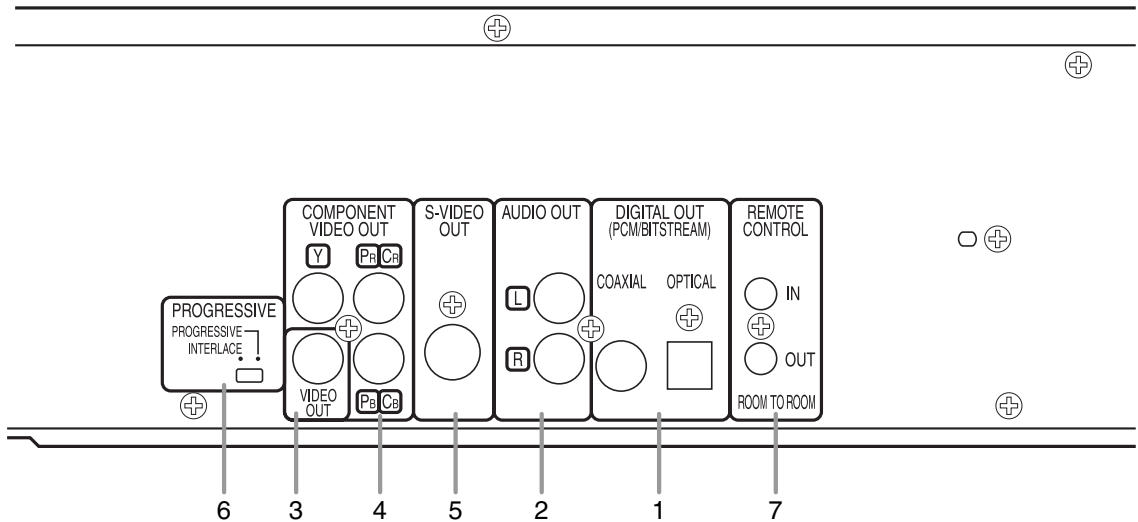 PROGRESSIVE
PROGRESSIVE
INTERLACE
COMPONENT
VIDEO OUT
Y
PR CR
VIDEO
OUT
PB CB
S-VIDEO
OUT
AUDIO OUT
L
R
DIGITAL OUT
(PCM/BITSTREAM)
COAXIAL
OPTICAL
REMOTE
CONTROL
IN
OUT
ROOM TO ROOM
6
3
4
5
2
1
7